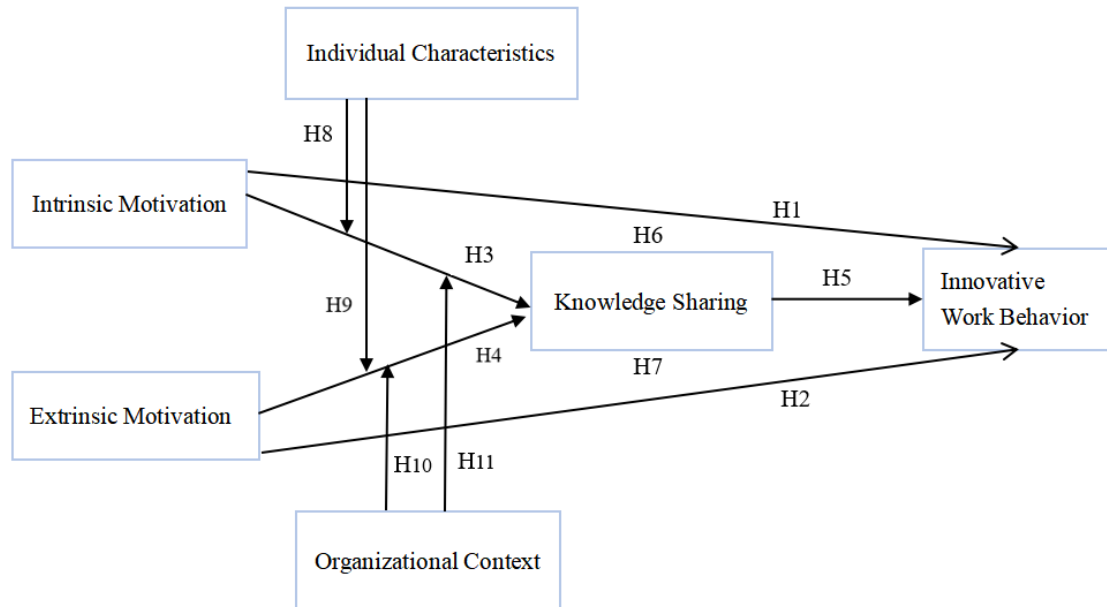 Individual Characteristics
H8
Intrinsic Motivation
H1
H6
H3
H5
Knowledge Sharing
Innovative
Work Behavior
H9
H4
H7
Extrinsic Motivation
H2
H10
H11
Organizational Context